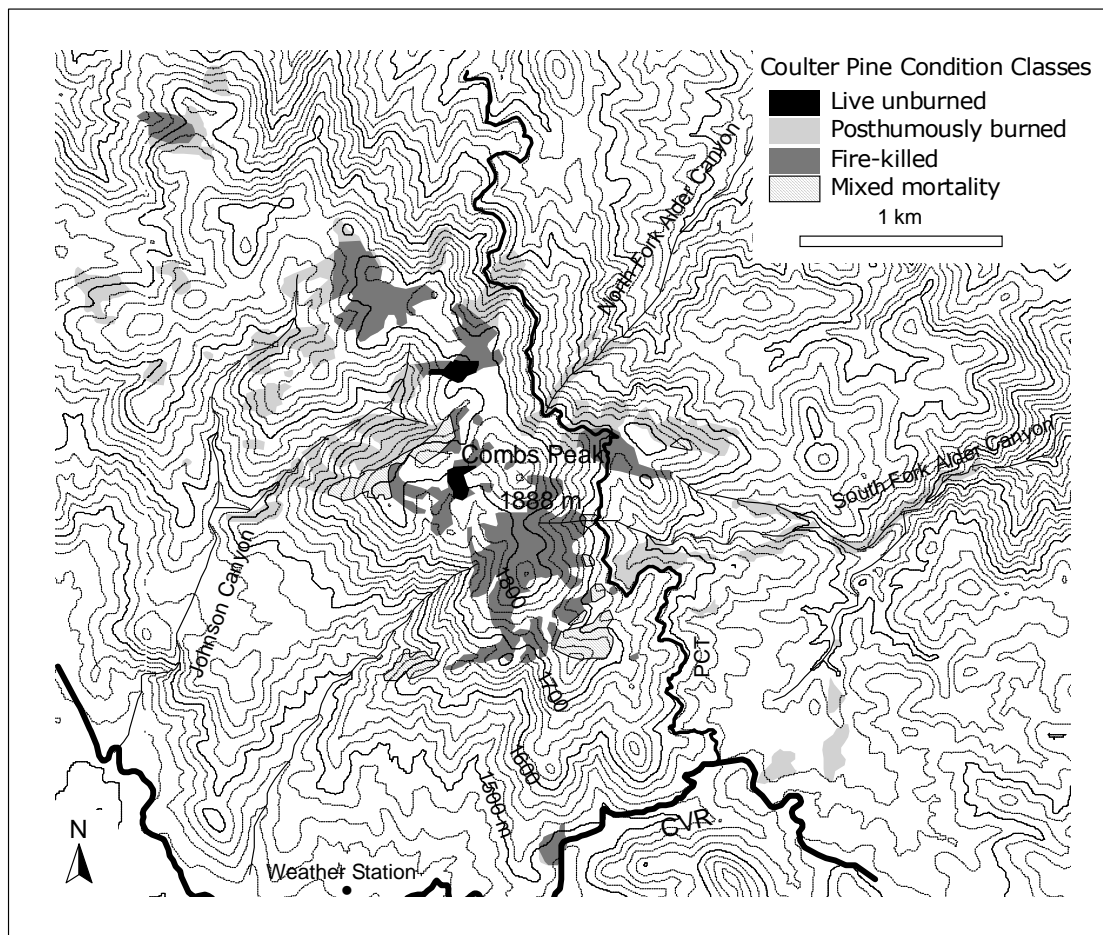 Coulter Pine Condition Classes
Live unburned
Posthumously burned
Fire-killed
Mixed mortality
1 km
North Fork Alder Canyon
Combs Peak
1888 m
South Fork Alder Canyon
Johnson Canyon
1800
1700
PCT
1600
1500 m
CVR
N
Weather Station